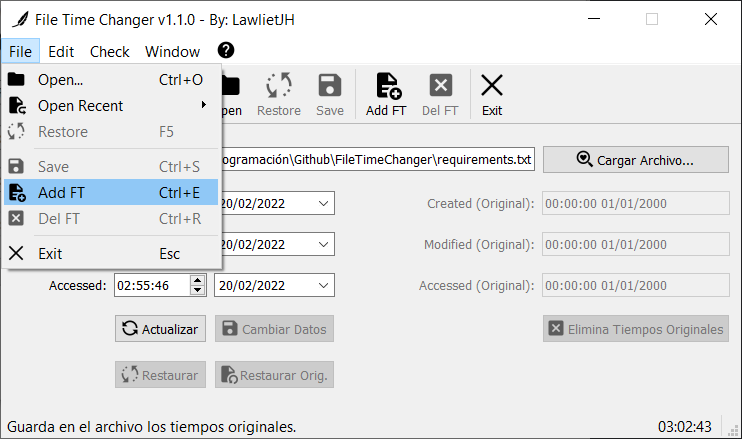 File Time Changer v1.1.0 - By: LawlietJH
File Edit Check Window ?
Open... Ctrl+O
Open Recent
Restore F5
Save Ctrl+S
Add FT Ctrl+E
Del FT Ctrl+R
Exit Esc
pen Restore Save Add FT Del FT Exit
ogramación\Github\FileTimeChanger\requirements.txt Cargar Archivo...
20/02/2022 Created (Original): 00:00:00 01/01/2000
20/02/2022 Modified (Original): 00:00:00 01/01/2000
Accessed: 02:55:46 20/02/2022 Accessed (Original): 00:00:00 01/01/2000
Actualizar Cambiar Datos Elimina Tiempos Originales
Restaurar Restaurar Orig.
Guarda en el archivo los tiempos originales. 03:02:43